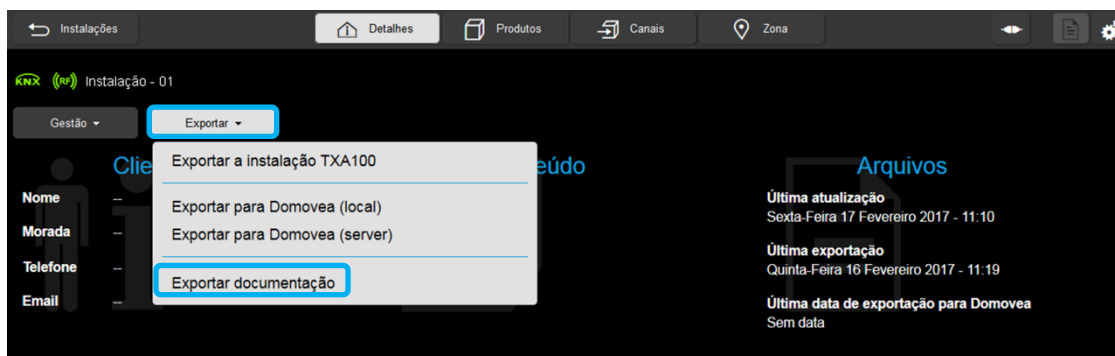 Instalações
Detalhes
Produtos
Canais
Zona
KNX ((RF)) Instalação - 01
Gestão
Exportar
Clie
eúdo
Arquivos
Exportar a instalação TXA100
Exportar para Domovea (local)
Exportar para Domovea (server)
Exportar documentação
Nome --
Morada --
Telefone --
Email --
Última atualização
Sexta-Feira 17 Fevereiro 2017 - 11:10
Última exportação
Quinta-Feira 16 Fevereiro 2017 - 11:19
Última data de exportação para Domovea
Sem data